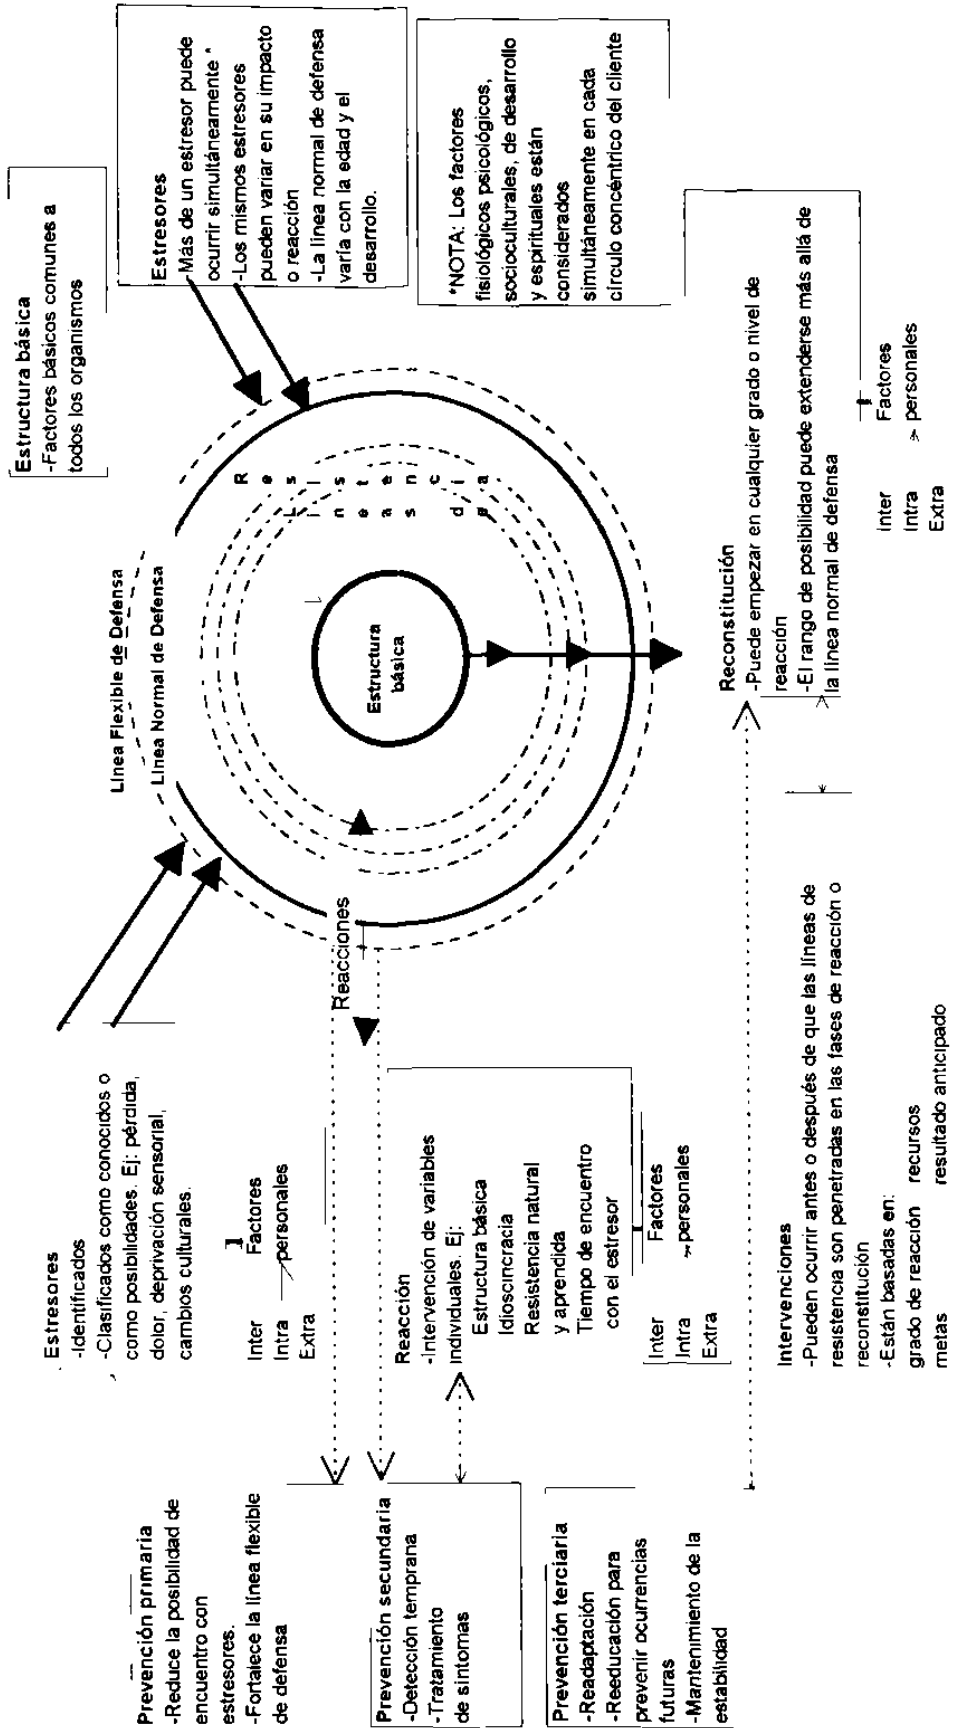 Estructura básica
-Factores básicos comunes a
todos los organismos
Estresores
-Más de un estresor puede
ocurrir simultáneamente *
-Los mismos estresores
pueden variar en su impacto
o reacción
-La línea normal de defensa
varía con la edad y el
desarrollo.
*NOTA: Los factores
fisiológicos psicológicos,
socioculturales, de desarrollo
y espirituales están
considerados
simultáneamente en cada
círculo concéntrico del cliente
Línea Flexible de Defensa
Línea Normal de Defensa
Líneas de
Resistencia
Estructura
básica
Reacciones
Estresores
-Identificados
-Clasificados como conocidos o
como posibilidades. Ej: pérdida,
dolor, deprivación sensorial,
cambios culturales.
Inter Factores
Intra personales
Extra
Reacción
-Intervención de variables
individuales. Ej:
Estructura básica
Idioscincracia
Resistencia natural
y aprendida
Tiempo de encuentro
con el estresor
Inter Factores
Intra personales
Extra
Reconstitución
-Puede empezar en cualquier grado o nivel de
reacción
-El rango de posibilidad puede extenderse más allá de
la línea normal de defensa
Inter Factores
Intra personales
Extra
Prevención primaria
-Reduce la posibilidad de
encuentro con
estresores.
-Fortalece la línea flexible
de defensa
Prevención secundaria
-Detección temprana
-Tratamiento
de síntomas
Prevención terciaria
-Readaptación
-Reeducación para
prevenir ocurrencias
futuras
-Mantenimiento de la
estabilidad
Intervenciones
-Pueden ocurrir antes o después de que las líneas de
resistencia son penetradas en las fases de reacción o
reconstitución
-Están basadas en:
grado de reacción recursos
metas resultado anticipado